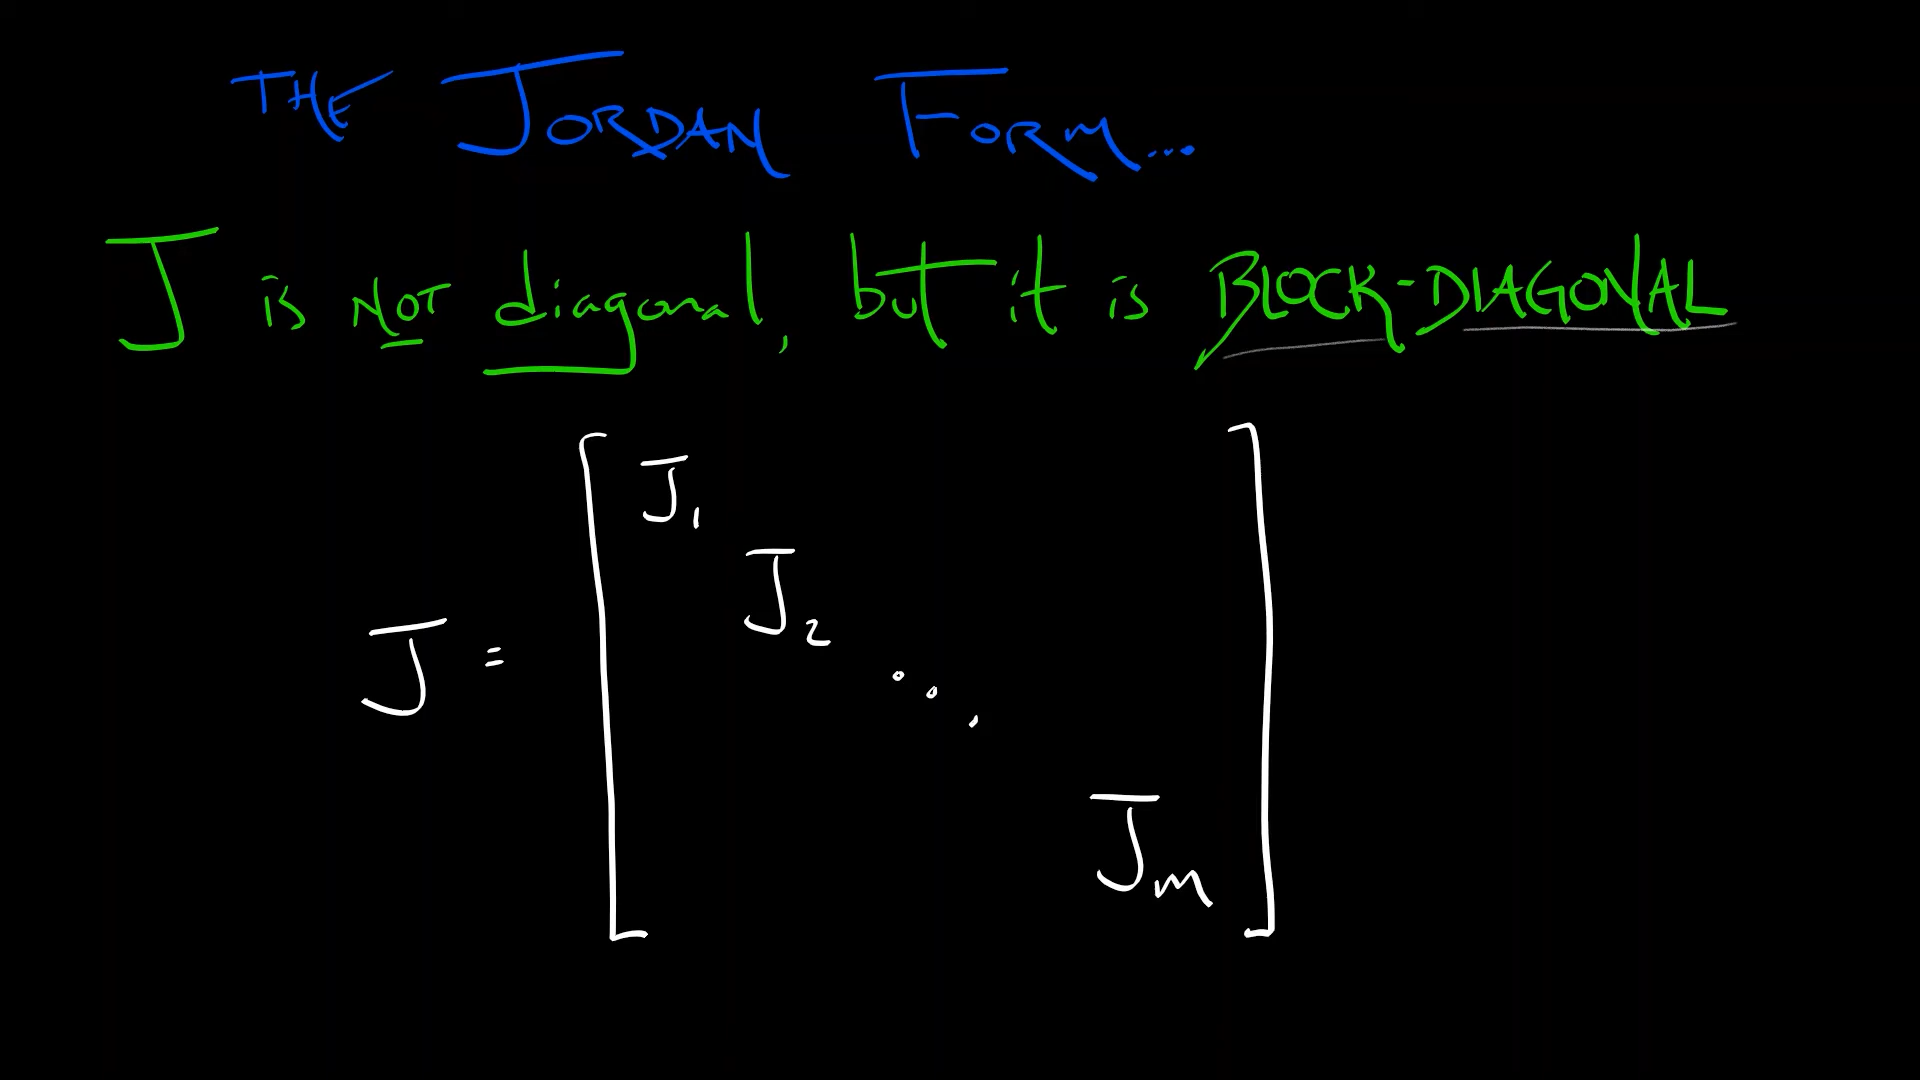 THE JORDAN FORM...
J is NOT diagonal, but it is BLOCK-DIAGONAL
J₁
J₂
J =
⋱
Jₘ